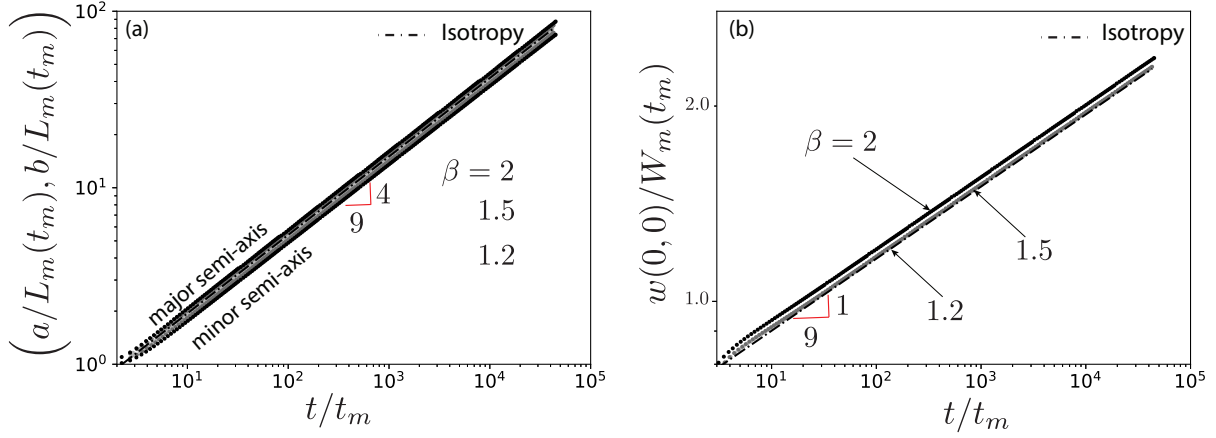 (a)
Isotropy
(a/L_m(t_m), b/L_m(t_m))
10^2
10^1
10^0
major semi-axis
minor semi-axis
4
9
β = 2
1.5
1.2
10^1 10^2 10^3 10^4 10^5
t/t_m
(b)
Isotropy
w(0, 0)/W_m(t_m)
2.0
1.0
β = 2
1.5
1.2
1
9
10^1 10^2 10^3 10^4 10^5
t/t_m